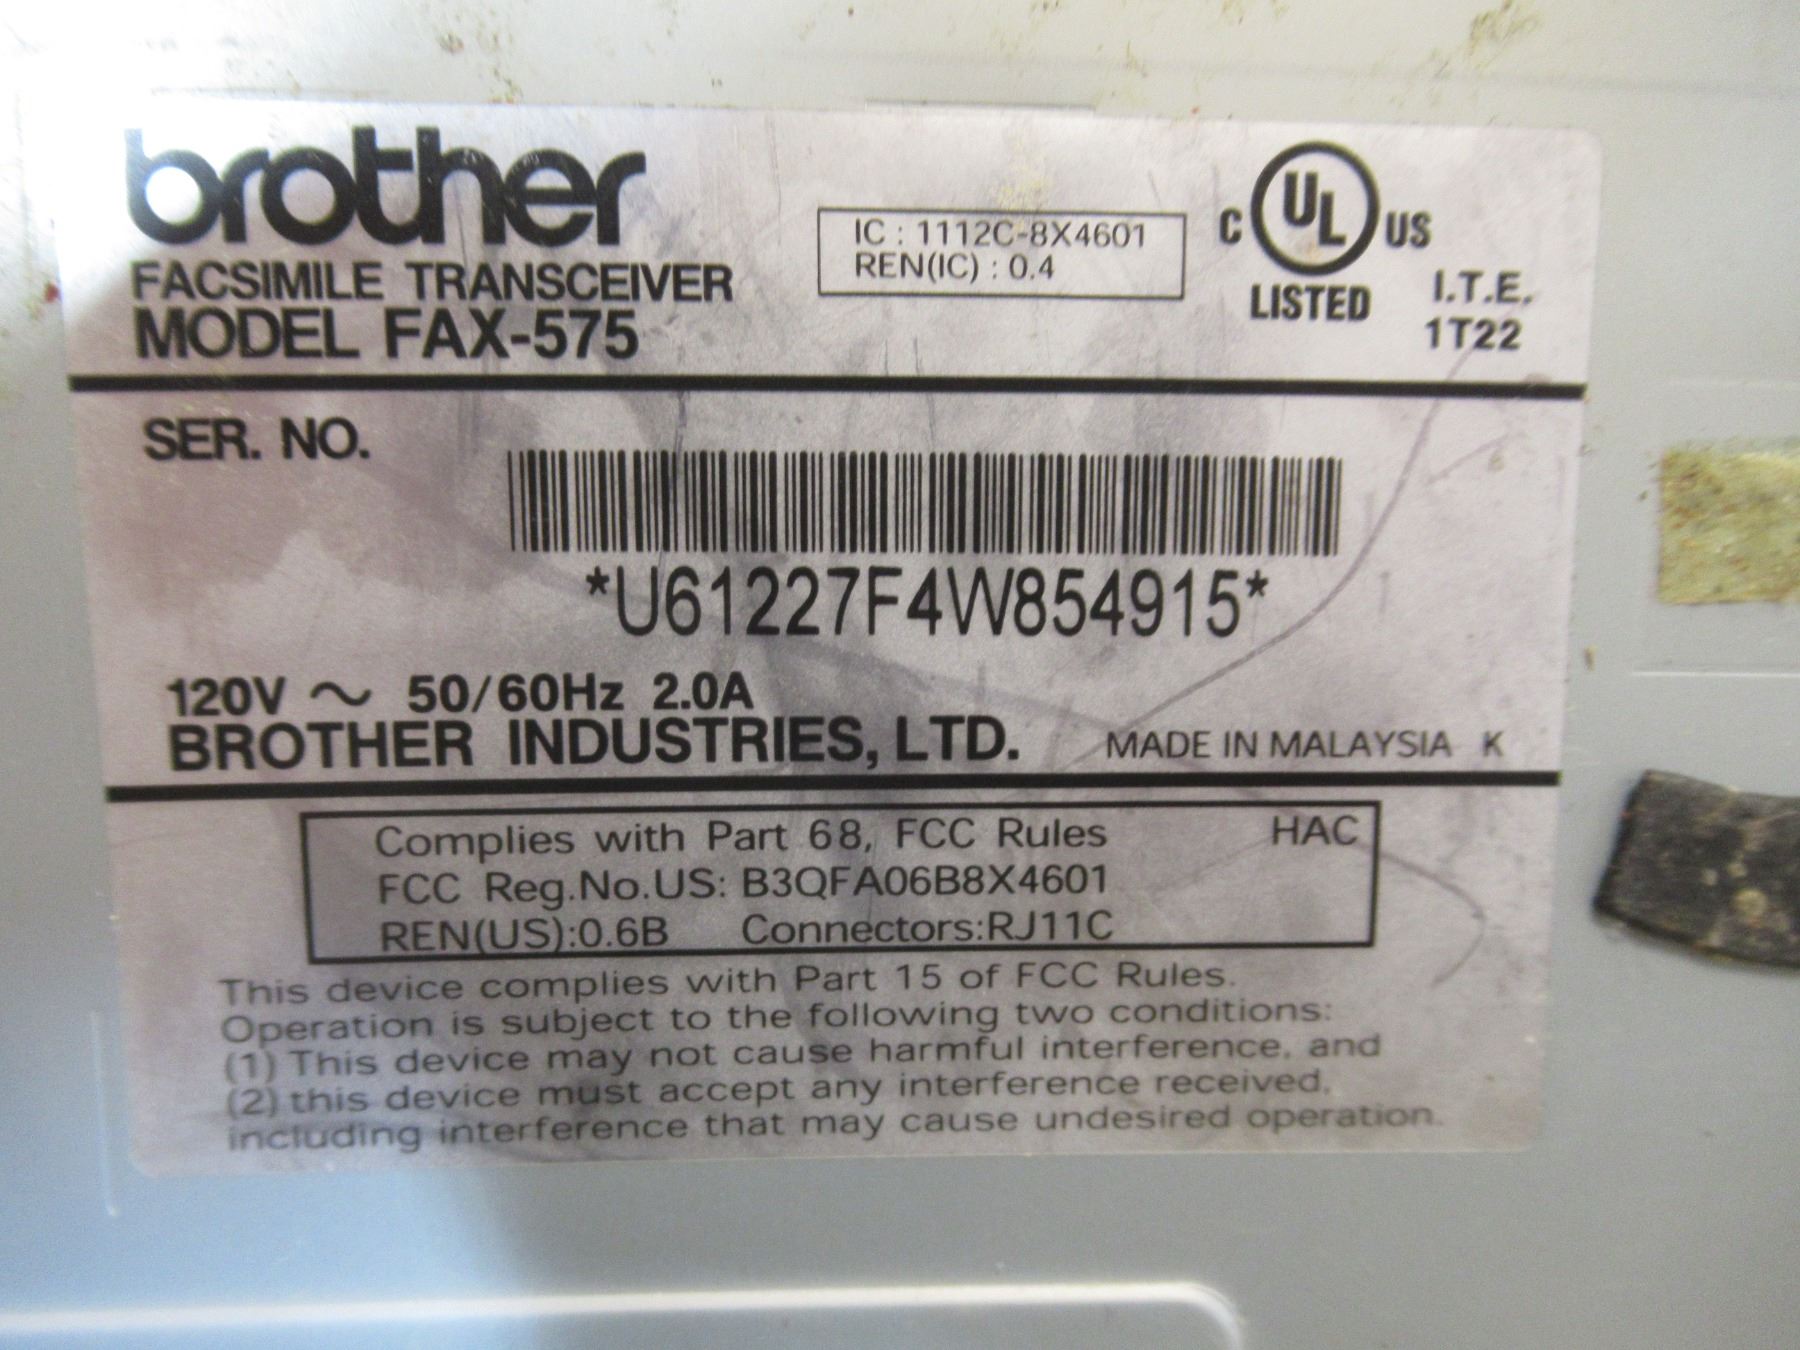 brother
FACSIMILE TRANSCEIVER
MODEL FAX-575
IC : 1112C-8X4601
REN(IC) : 0.4
C UL US
LISTED
I.T.E.
1T22
SER. NO.
*U61227F4W854915*
120V ~ 50/60Hz 2.0A
BROTHER INDUSTRIES, LTD. MADE IN MALAYSIA K
Complies with Part 68, FCC Rules HAC
FCC Reg.No.US: B3QFA06B8X4601
REN(US):0.6B Connectors:RJ11C
This device complies with Part 15 of FCC Rules.
Operation is subject to the following two conditions:
(1) This device may not cause harmful interference, and
(2) this device must accept any interference received,
including interference that may cause undesired operation.